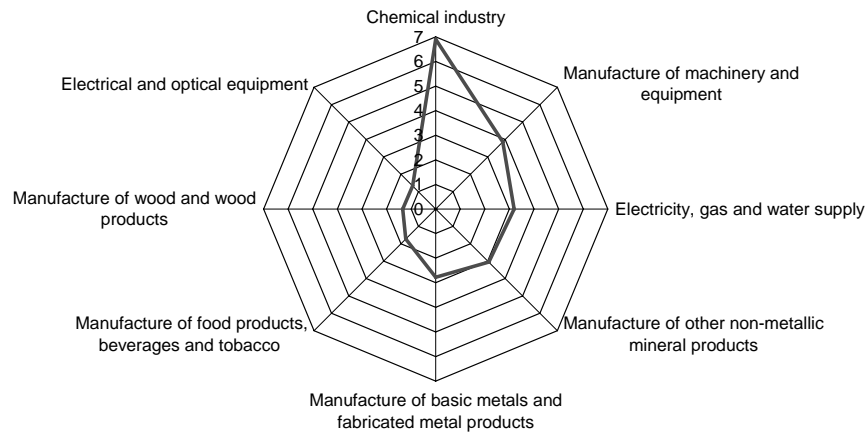 Chemical industry
7
6
5
4
3
2
1
0
Manufacture of machinery and
equipment
Electrical and optical equipment
Manufacture of wood and wood
products
Electricity, gas and water supply
Manufacture of food products,
beverages and tobacco
Manufacture of other non-metallic
mineral products
Manufacture of basic metals and
fabricated metal products